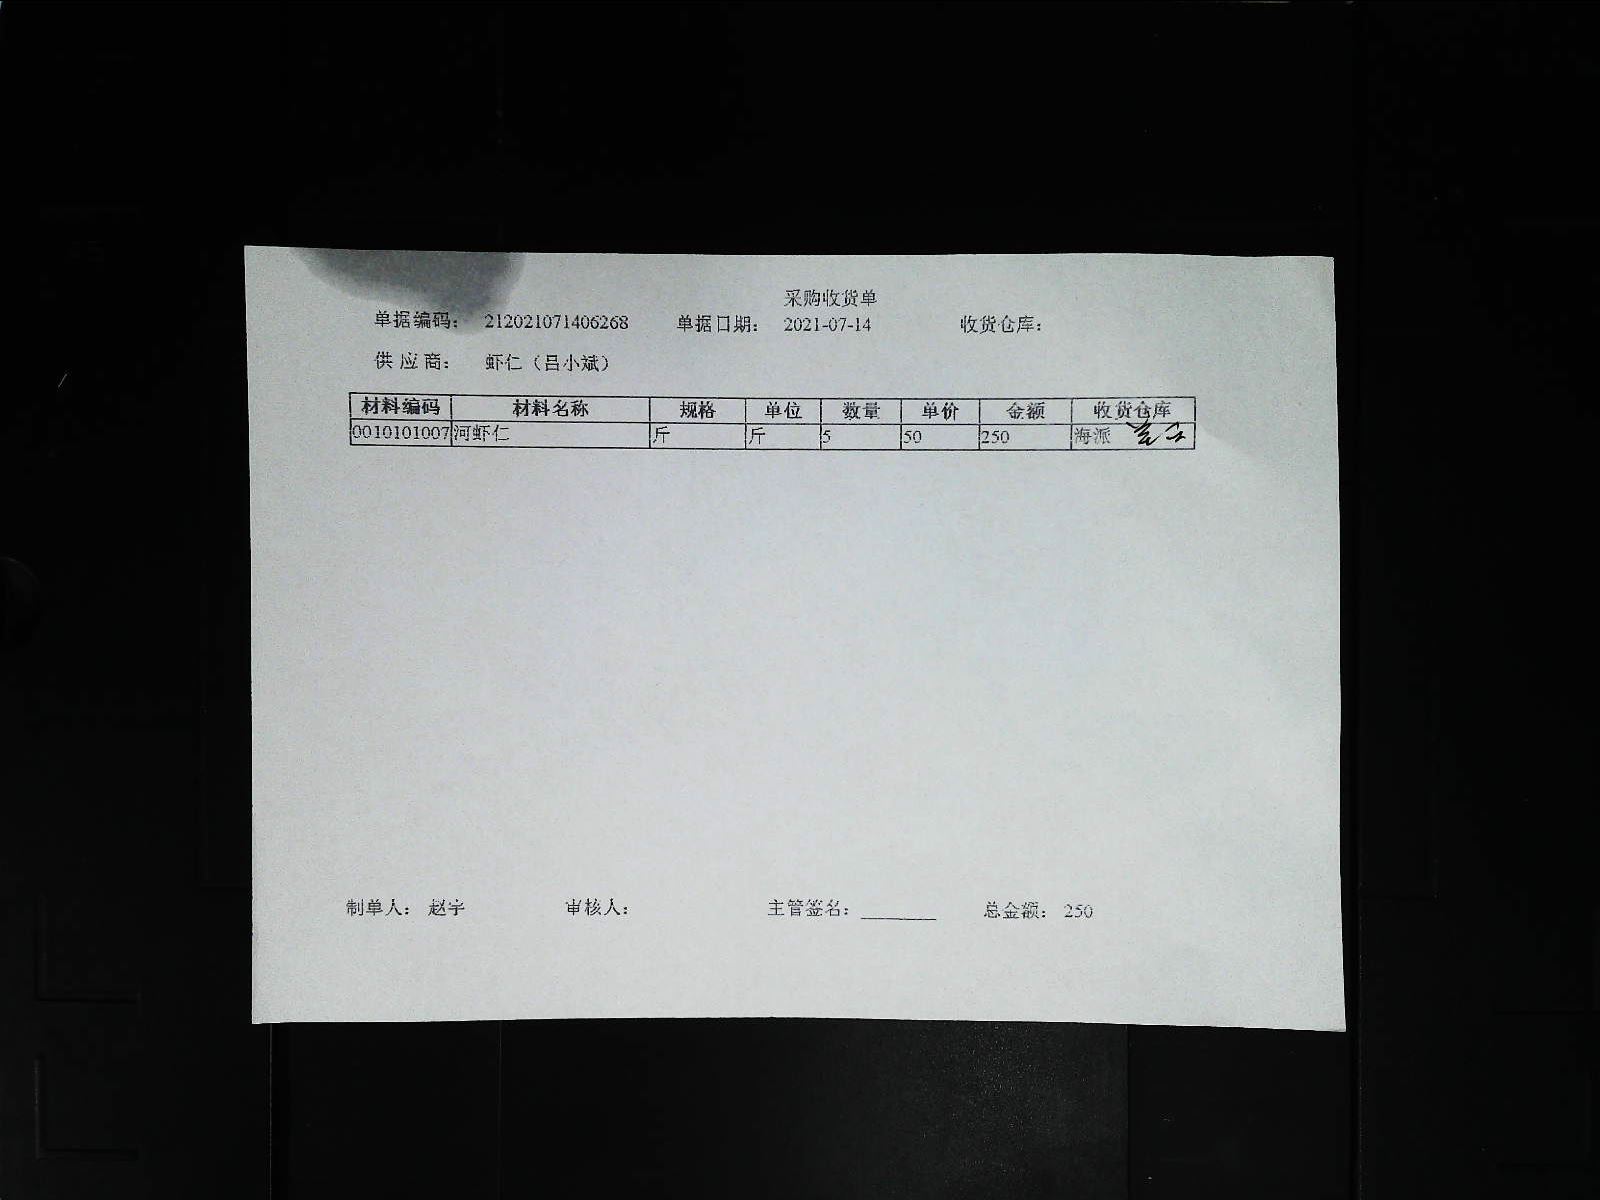 采购收货单
单据编码： 212021071406268 单据日期： 2021-07-14 收货仓库：
供 应 商： 虾仁（吕小斌）
材料编码 材料名称 规格 单位 数量 单价 金额 收货仓库
0010101007 河虾仁 斤 斤 5 50 250 海派
制单人： 赵宇 审核人： 主管签名：________ 总金额： 250